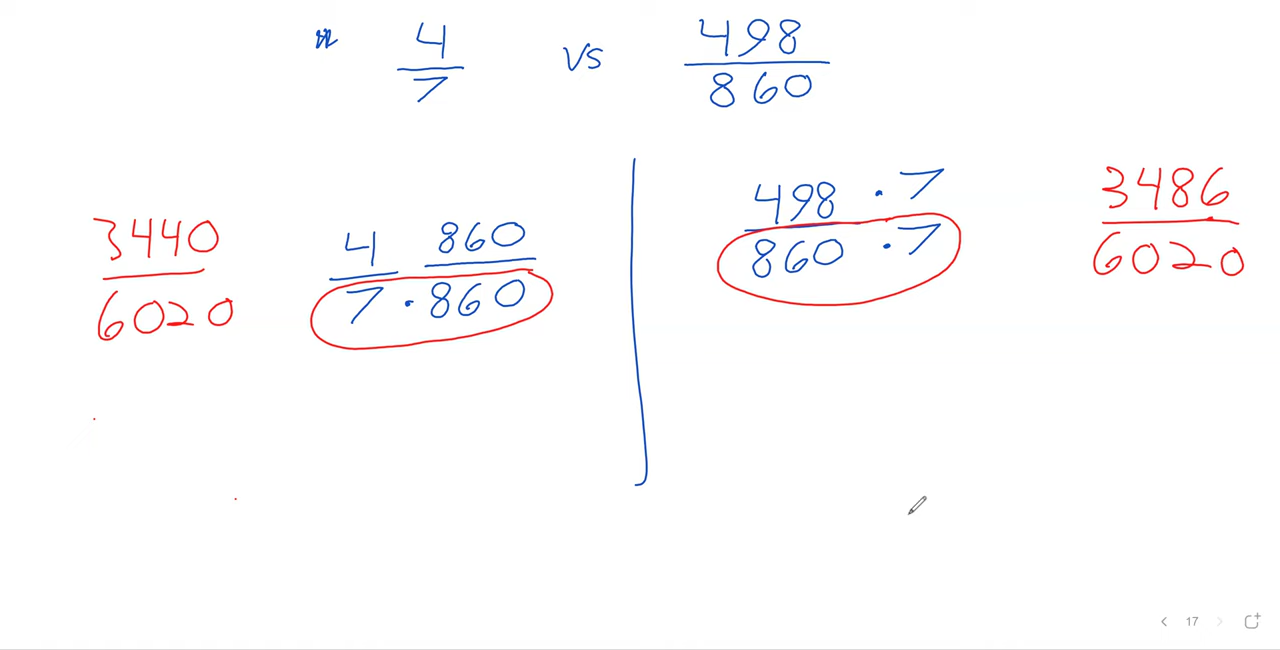 4/7 vs 498/860
3440/6020 4/7 · 860/860
498 · 7 / 860 · 7 3486/6020
17